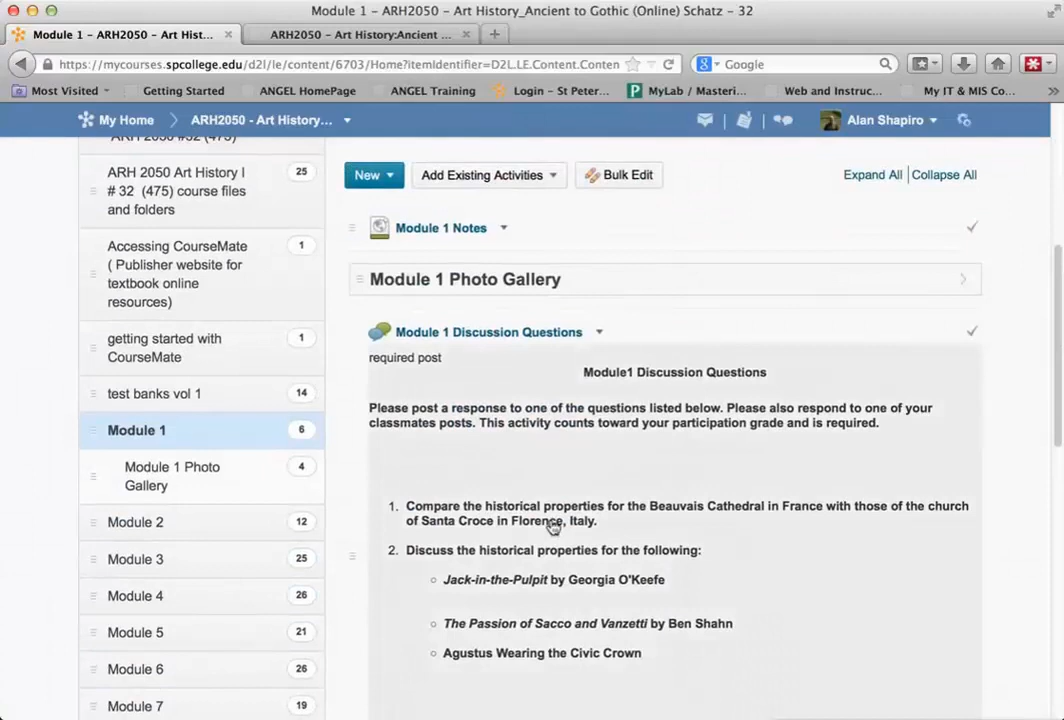 Module 1 – ARH2050 - Art History_Ancient to Gothic (Online) Schatz - 32
Module 1 – ARH2050 - Art Hist...
ARH2050 - Art History:Ancient ...
https://mycourses.spcollege.edu/d2l/le/content/6703/Home?itemIdentifier=D2L.LE.Content.Conten
Google
Most Visited
Getting Started
ANGEL HomePage
ANGEL Training
Login – St Peter...
MyLab / Masteri...
Web and Instruc...
My IT & MIS Co...
My Home
ARH2050 - Art History...
Alan Shapiro
ARH 2050 #32 (475)
ARH 2050 Art History I
# 32 (475) course files
and folders
25
Accessing CourseMate
( Publisher website for
textbook online
resources)
1
getting started with
CourseMate
1
test banks vol 1
14
Module 1
6
Module 1 Photo
Gallery
4
Module 2
12
Module 3
25
Module 4
26
Module 5
21
Module 6
26
Module 7
19
New
Add Existing Activities
Bulk Edit
Expand All
Collapse All
Module 1 Notes
Module 1 Photo Gallery
Module 1 Discussion Questions
required post
Module1 Discussion Questions
Please post a response to one of the questions listed below. Please also respond to one of your
classmates posts. This activity counts toward your participation grade and is required.
1. Compare the historical properties for the Beauvais Cathedral in France with those of the church
of Santa Croce in Florence, Italy.
2. Discuss the historical properties for the following:
Jack-in-the-Pulpit by Georgia O'Keefe
The Passion of Sacco and Vanzetti by Ben Shahn
Agustus Wearing the Civic Crown